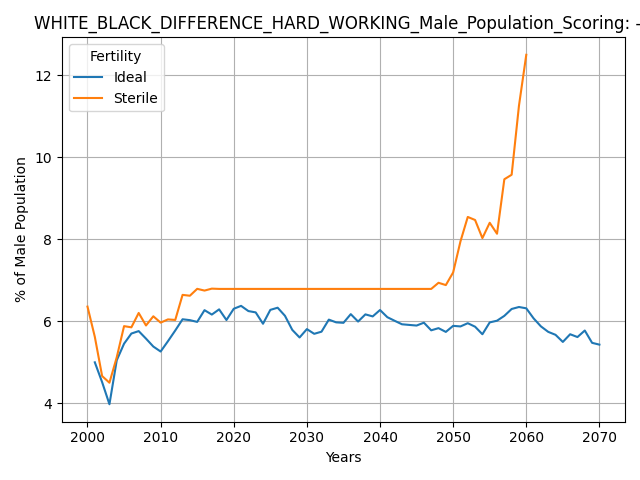 WHITE_BLACK_DIFFERENCE_HARD_WORKING_Male_Population_Scoring: -
Fertility
Ideal
Sterile
12
10
8
6
4
% of Male Population
2000 2010 2020 2030 2040 2050 2060 2070
Years